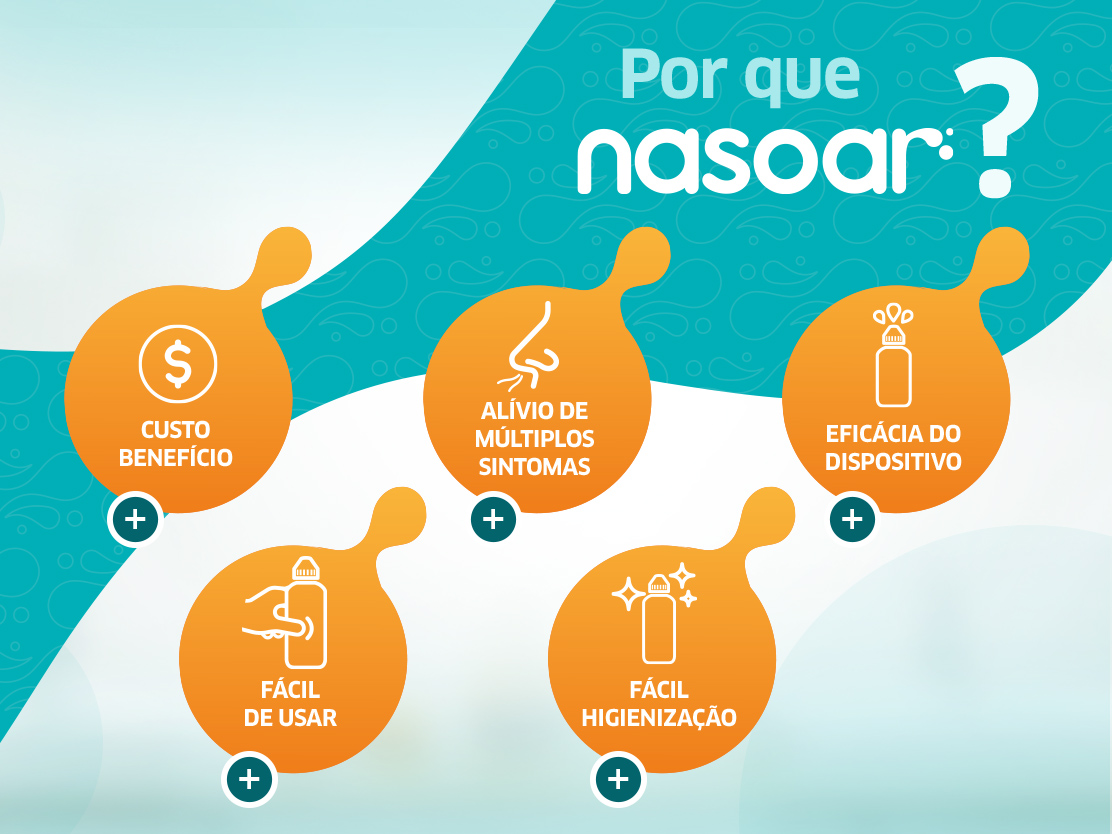 Por que
nasoar?
$
CUSTO
BENEFÍCIO
+
ALÍVIO DE
MÚLTIPLOS
SINTOMAS
+
EFICÁCIA DO
DISPOSITIVO
+
FÁCIL
DE USAR
+
FÁCIL
HIGIENIZAÇÃO
+